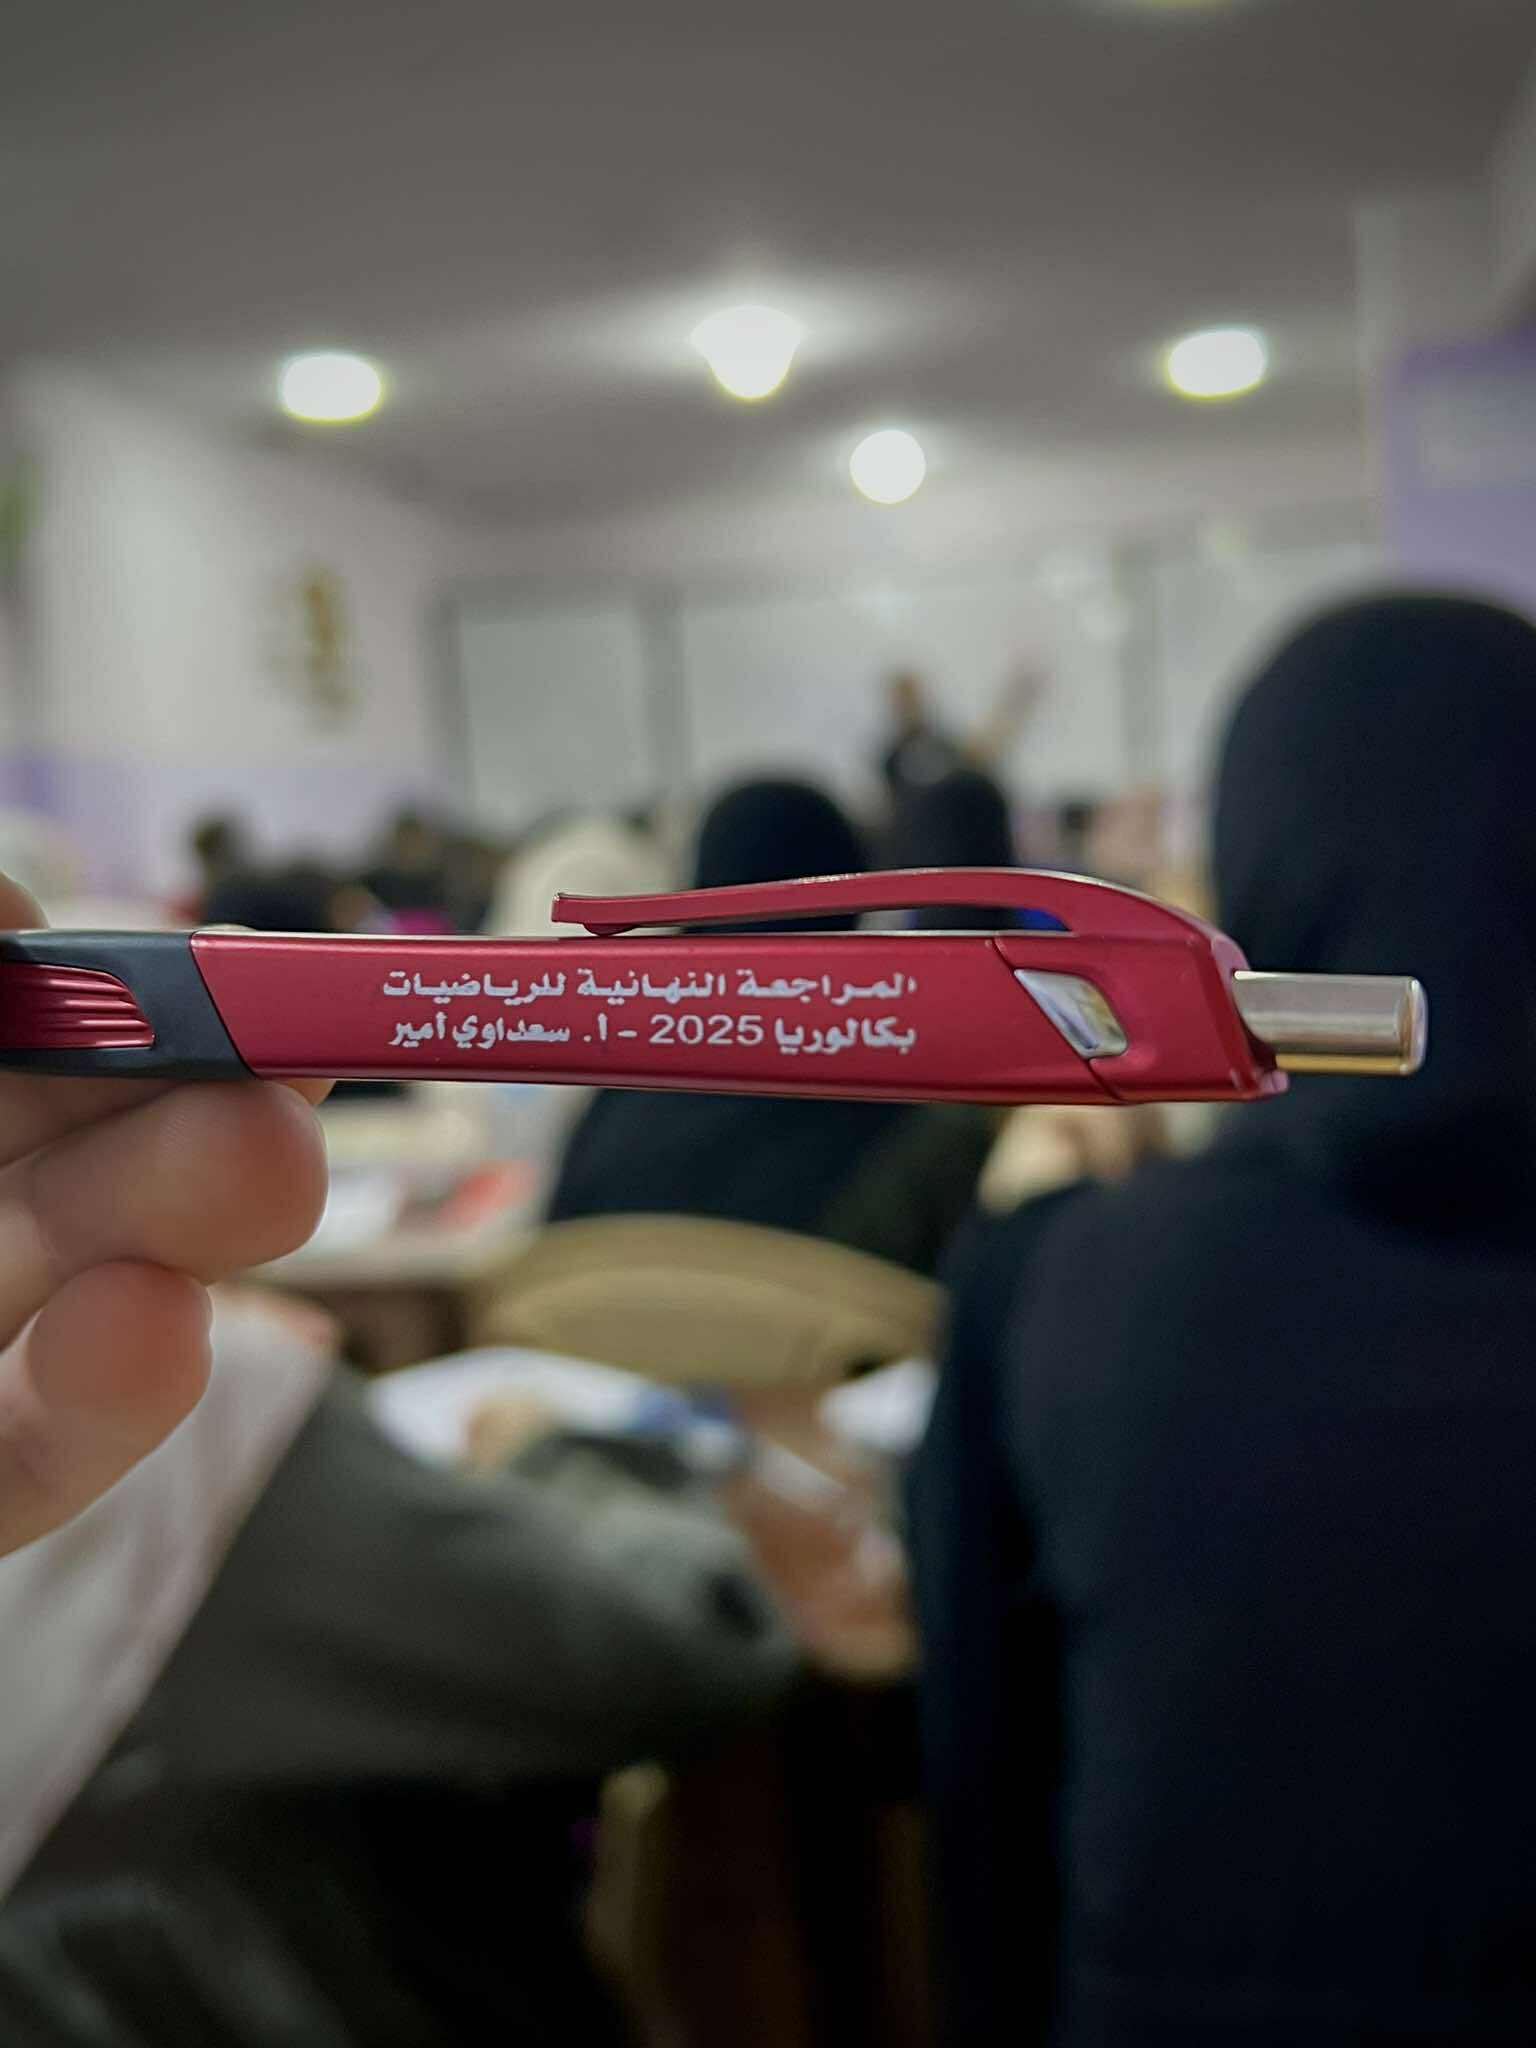 المراجعة النهائية للرياضيات
بكالوريا 2025 - أ. سعداوي أمير